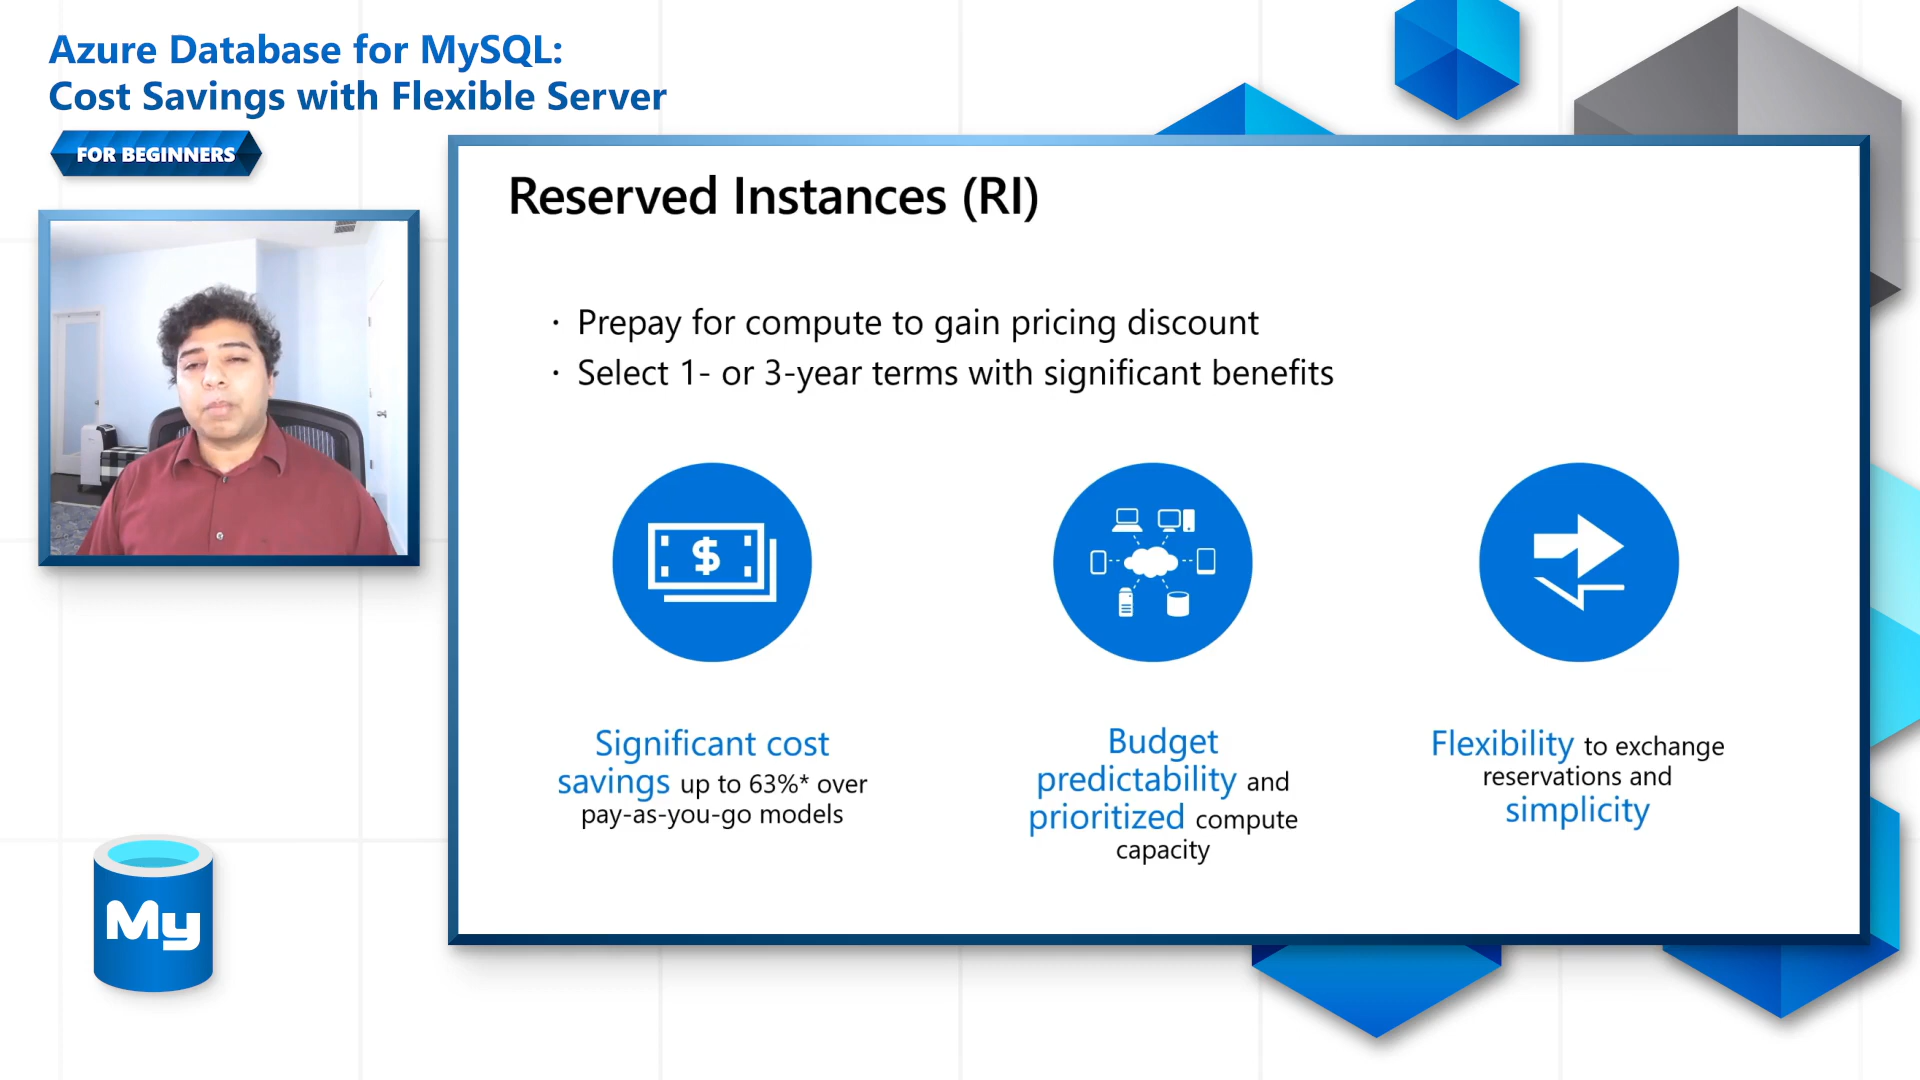 Azure Database for MySQL:
Cost Savings with Flexible Server
FOR BEGINNERS
Reserved Instances (RI)
· Prepay for compute to gain pricing discount
· Select 1- or 3-year terms with significant benefits
$
Significant cost
savings up to 63%* over
pay-as-you-go models
Budget
predictability and
prioritized compute
capacity
Flexibility to exchange
reservations and
simplicity
My